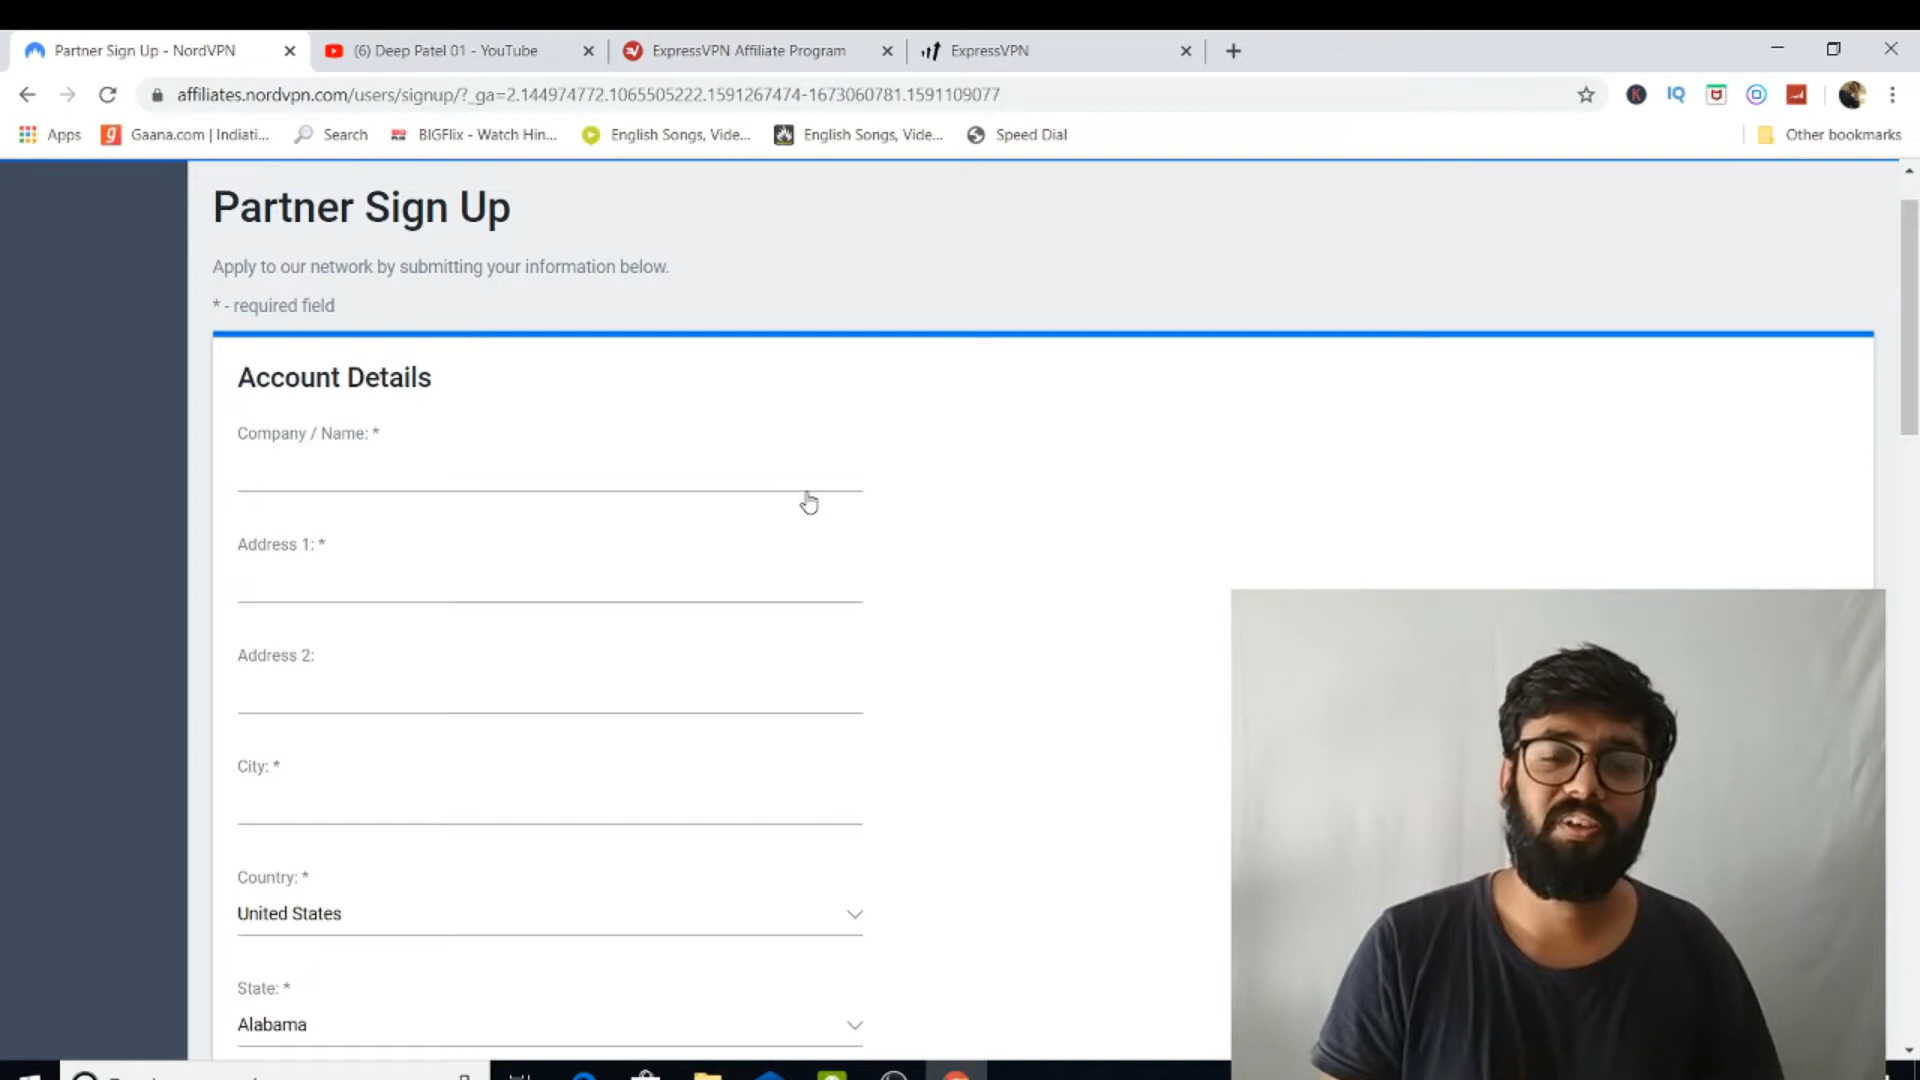 Partner Sign Up - NordVPN
(6) Deep Patel 01 - YouTube
ExpressVPN Affiliate Program
ExpressVPN
affiliates.nordvpn.com/users/signup/?_ga=2.144974772.1065505222.1591267474-1673060781.1591109077
IQ
Apps
Gaana.com | Indiati...
Search
BIGFlix - Watch Hin...
English Songs, Vide...
English Songs, Vide...
Speed Dial
Other bookmarks
Partner Sign Up
Apply to our network by submitting your information below.
* - required field
Account Details
Company / Name: *
Address 1: *
Address 2:
City: *
Country: *
United States
State: *
Alabama